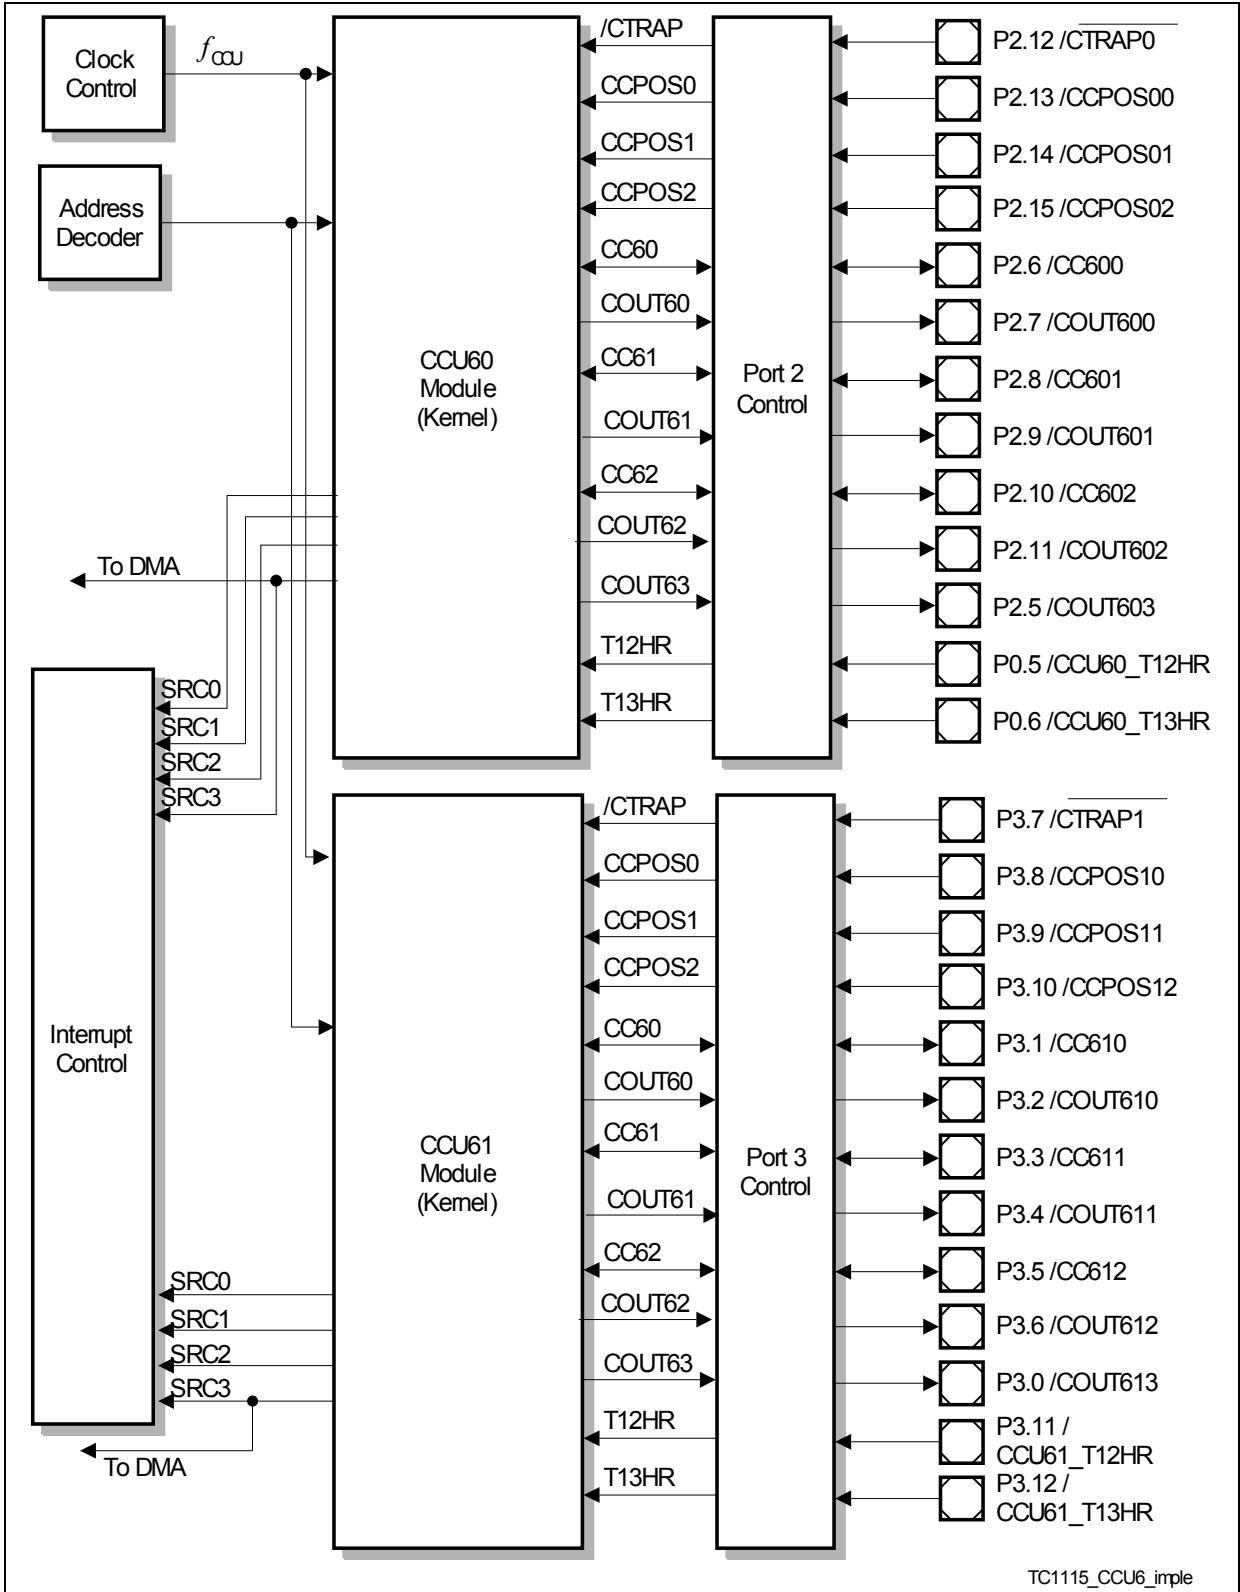 Clock
Control
fCCU
Address
Decoder
CCU60
Module
(Kernel)
/CTRAP
CCPOS0
CCPOS1
CCPOS2
CC60
COUT60
CC61
COUT61
CC62
COUT62
COUT63
T12HR
T13HR
Port 2
Control
P2.12 /CTRAP0
P2.13 /CCPOS00
P2.14 /CCPOS01
P2.15 /CCPOS02
P2.6 /CC600
P2.7 /COUT600
P2.8 /CC601
P2.9 /COUT601
P2.10 /CC602
P2.11 /COUT602
P2.5 /COUT603
P0.5 /CCU60_T12HR
P0.6 /CCU60_T13HR
To DMA
SRC0
SRC1
SRC2
SRC3
Interrupt
Control
SRC0
SRC1
SRC2
SRC3
To DMA
CCU61
Module
(Kernel)
/CTRAP
CCPOS0
CCPOS1
CCPOS2
CC60
COUT60
CC61
COUT61
CC62
COUT62
COUT63
T12HR
T13HR
Port 3
Control
P3.7 /CTRAP1
P3.8 /CCPOS10
P3.9 /CCPOS11
P3.10 /CCPOS12
P3.1 /CC610
P3.2 /COUT610
P3.3 /CC611
P3.4 /COUT611
P3.5 /CC612
P3.6 /COUT612
P3.0 /COUT613
P3.11 /
CCU61_T12HR
P3.12 /
CCU61_T13HR
TC1115_CCU6_imple